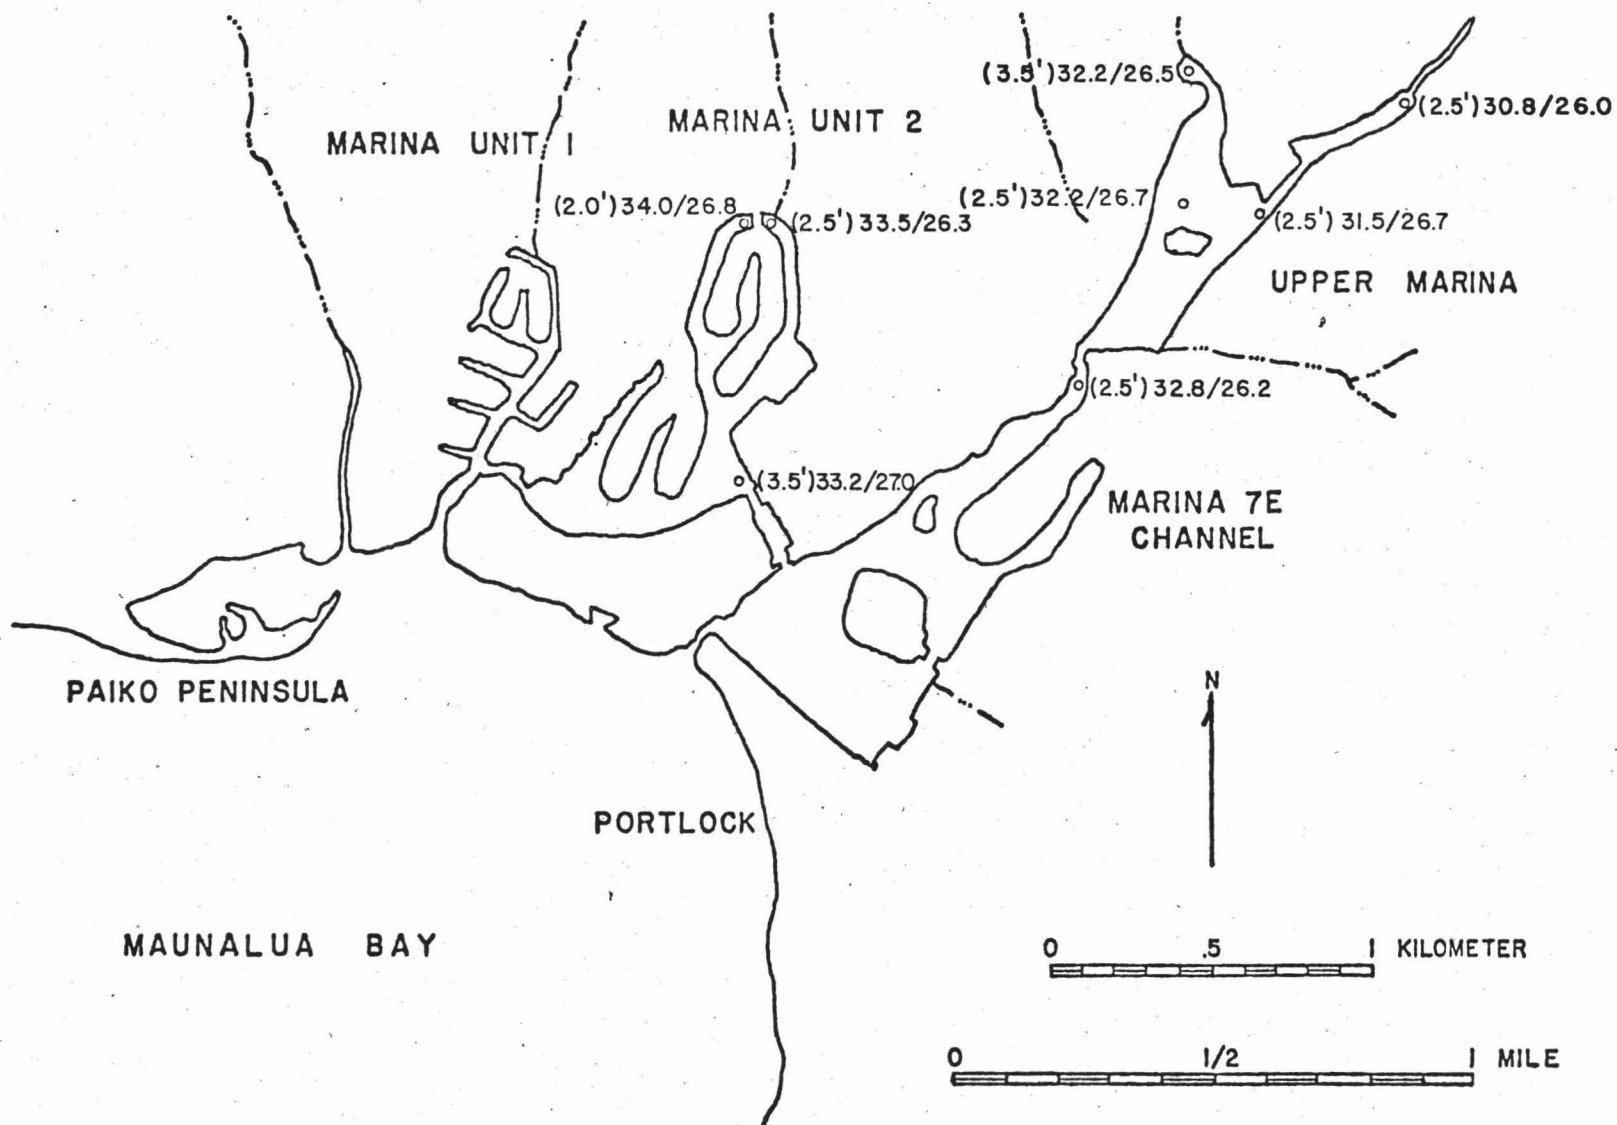 (3.5')32.2/26.5
(2.5')30.8/26.0
MARINA UNIT 1
MARINA UNIT 2
(2.0')34.0/26.8
(2.5')33.5/26.3
(2.5')32.2/26.7
(2.5')31.5/26.7
UPPER MARINA
(2.5')32.8/26.2
(3.5')33.2/27.0
MARINA 7E
CHANNEL
PAIKO PENINSULA
N
PORTLOCK
MAUNALUA BAY
0 .5 1 KILOMETER
0 1/2 1 MILE